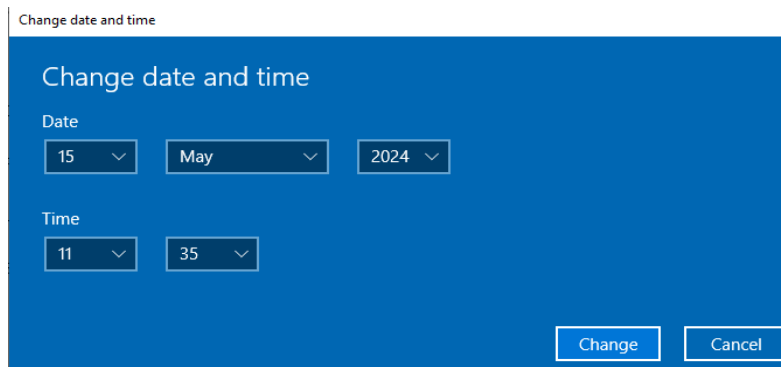 Change date and time
Change date and time
Date
15 May 2024
Time
11 35
Change Cancel